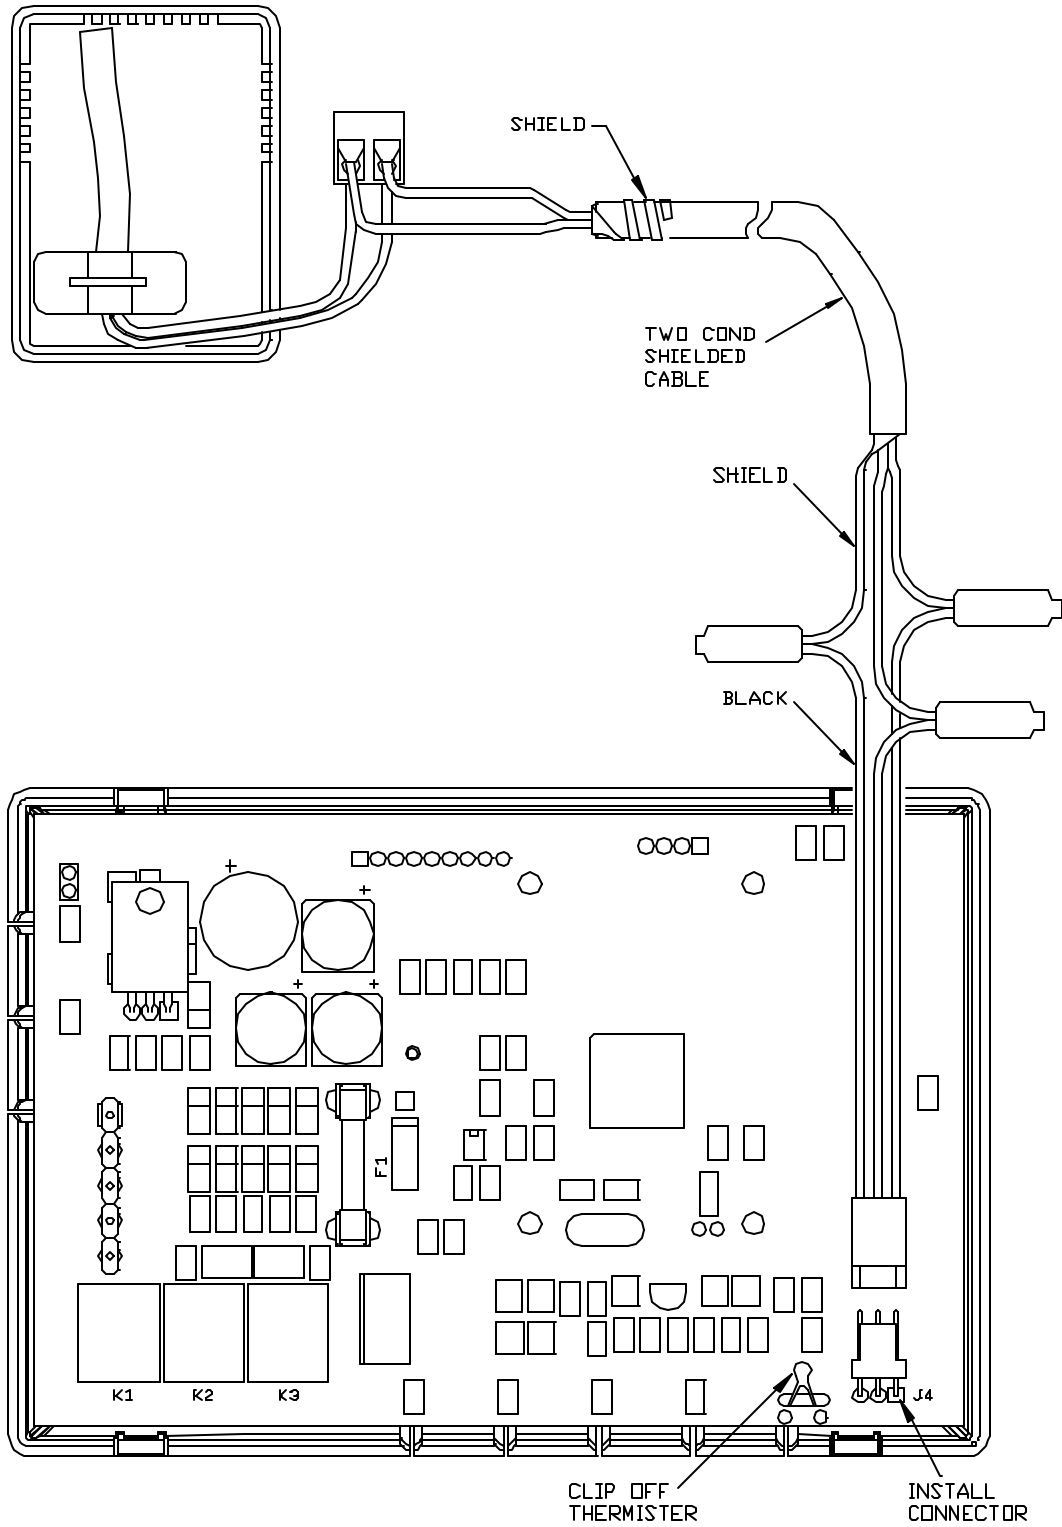 SHIELD
TWO COND
SHIELDED
CABLE
SHIELD
BLACK
+
+
+
+
F1
K1
K2
K3
J4
CLIP OFF
THERMISTER
INSTALL
CONNECTOR